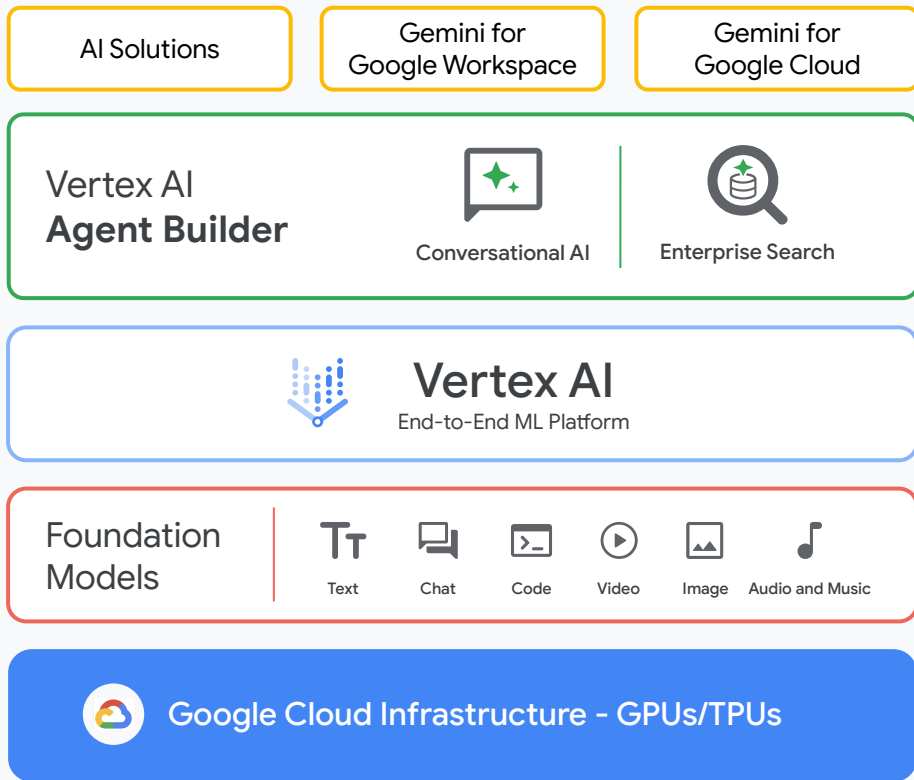 AI Solutions
Gemini for
Google Workspace
Gemini for
Google Cloud
Vertex AI
Agent Builder
Conversational AI
Enterprise Search
Vertex AI
End-to-End ML Platform
Foundation
Models
Text
Chat
Code
Video
Image
Audio and Music
Google Cloud Infrastructure - GPUs/TPUs